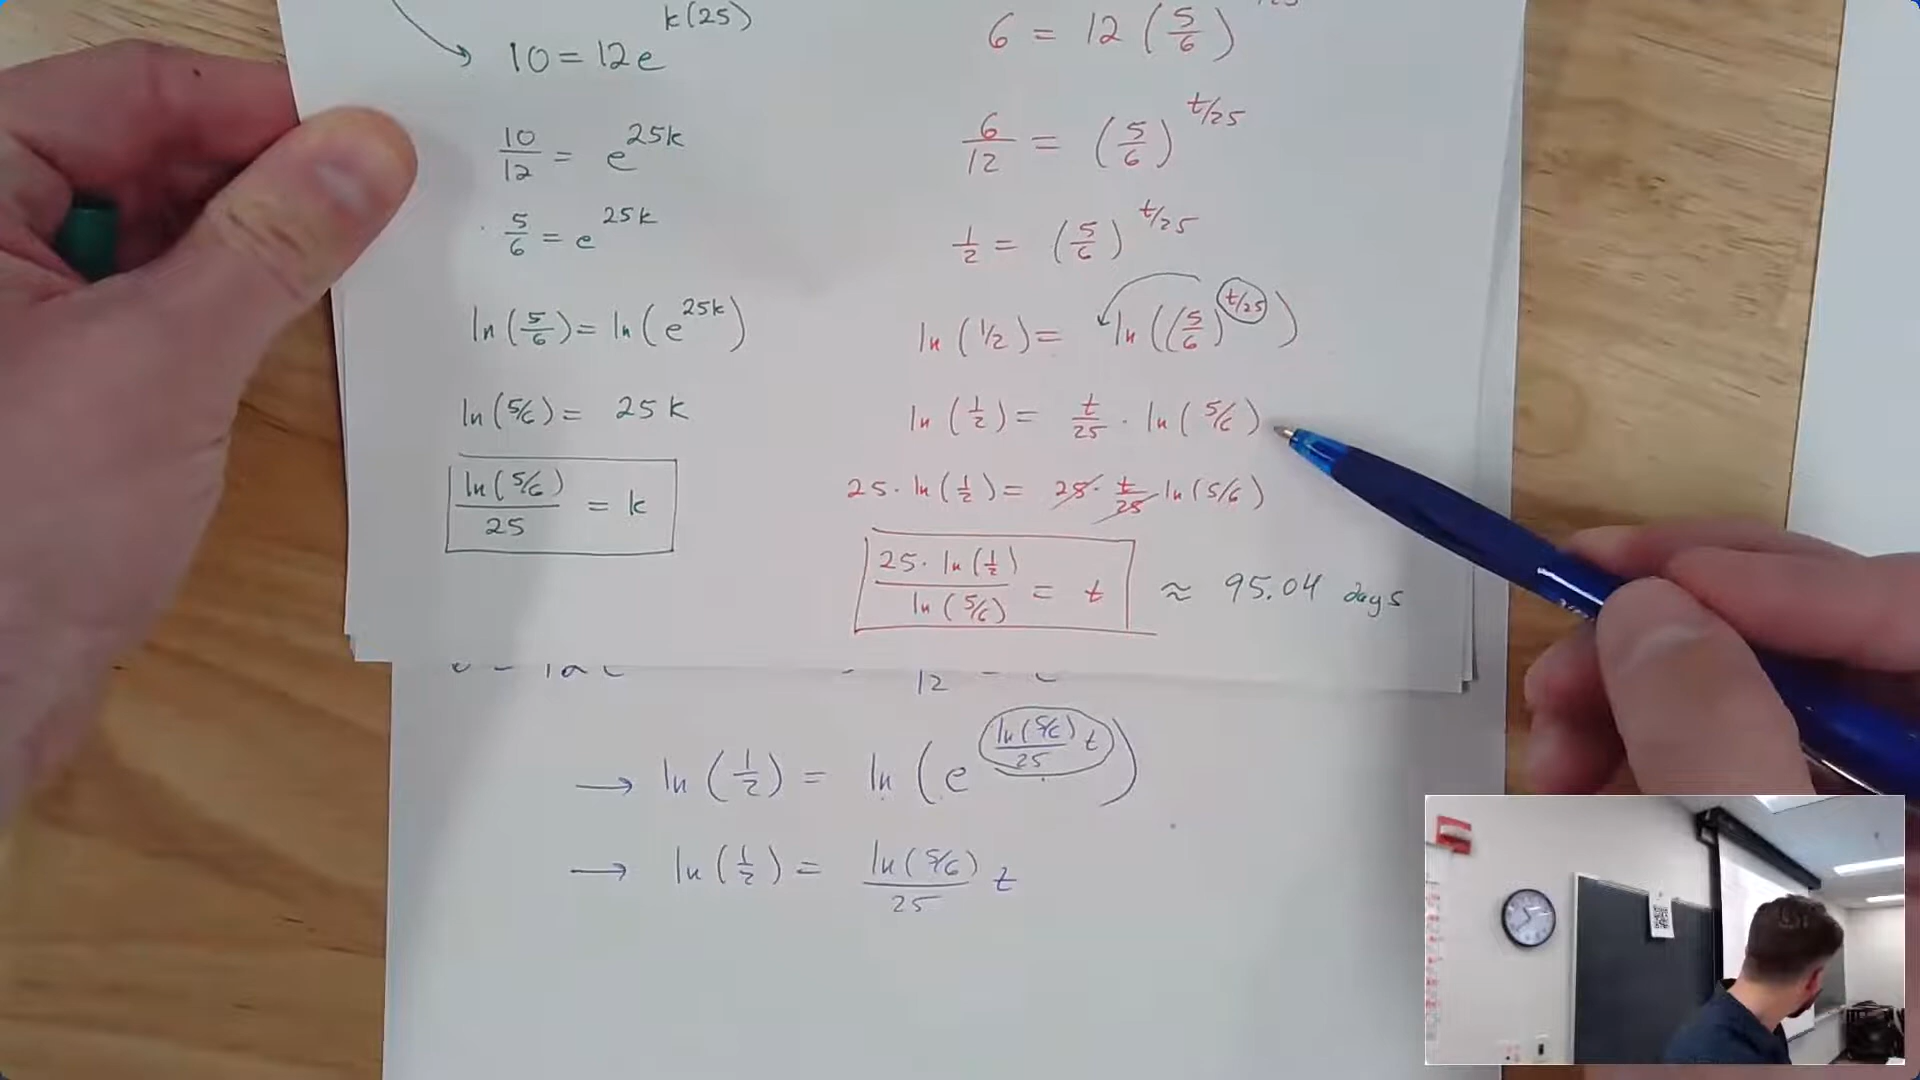 10 = 12e^{k(25)}
10/12 = e^{25k}
5/6 = e^{25k}
ln(5/6) = ln(e^{25k})
ln(5/6) = 25k
ln(5/6)/25 = k
6 = 12(5/6)
6/12 = (5/6)^{t/25}
1/2 = (5/6)^{t/25}
ln(1/2) = ln((5/6)^{t/25})
ln(1/2) = t/25 · ln(5/6)
25 · ln(1/2) = 25 · t/25 · ln(5/6)
25 · ln(1/2)/ln(5/6) = t ≈ 95.04 days
12
→ ln(1/2) = ln(e^{ln(5/6)/25 t})
→ ln(1/2) = ln(5/6)/25 t